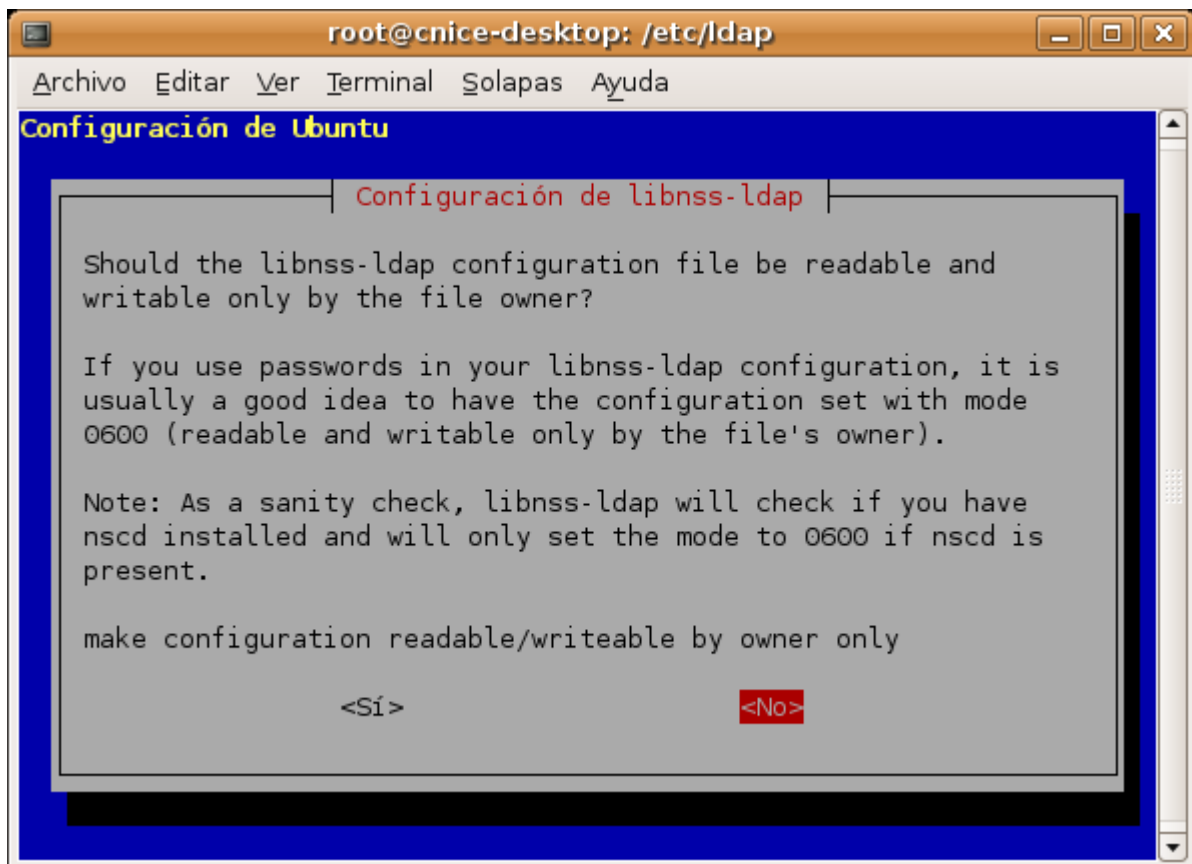 root@cnice-desktop: /etc/ldap
Archivo Editar Ver Terminal Solapas Ayuda
Configuración de Ubuntu
Configuración de libnss-ldap
Should the libnss-ldap configuration file be readable and
writable only by the file owner?
If you use passwords in your libnss-ldap configuration, it is
usually a good idea to have the configuration set with mode
0600 (readable and writable only by the file's owner).
Note: As a sanity check, libnss-ldap will check if you have
nscd installed and will only set the mode to 0600 if nscd is
present.
make configuration readable/writeable by owner only
<Sí> <No>